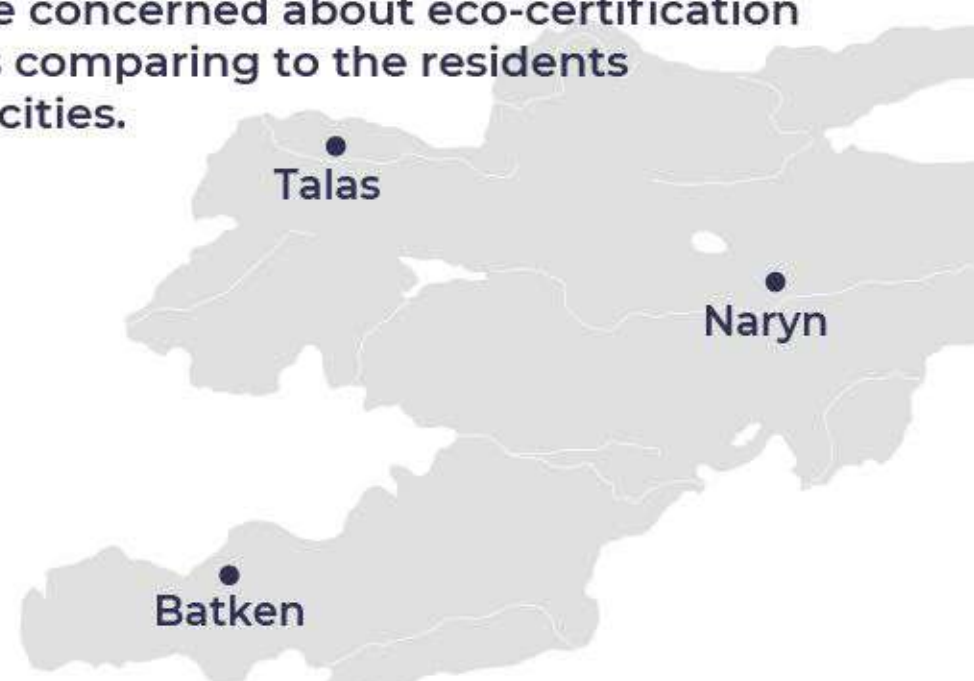 concerned about eco-certification
comparing to the residents
cities.
Talas
Naryn
Batken